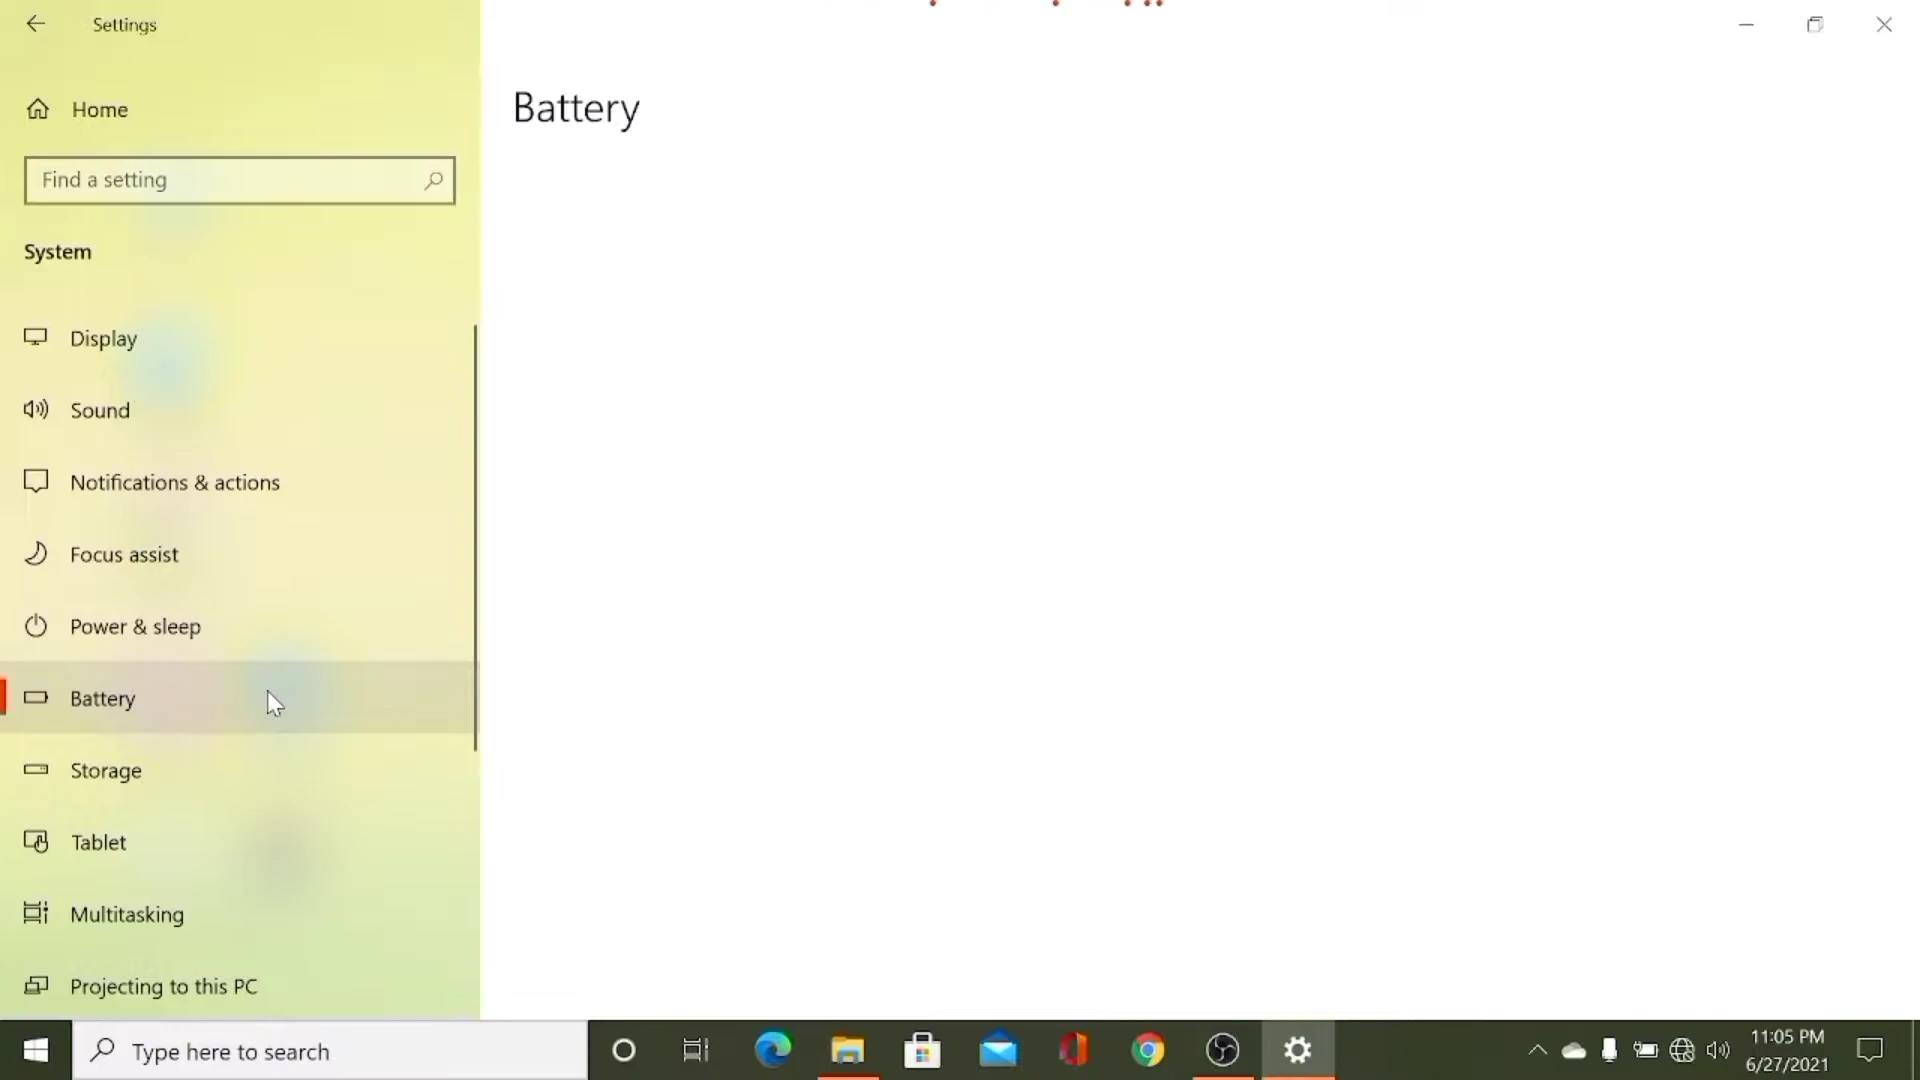 Settings
Home
Find a setting
System
Display
Sound
Notifications & actions
Focus assist
Power & sleep
Battery
Storage
Tablet
Multitasking
Projecting to this PC
Battery
Type here to search
11:05 PM
6/27/2021